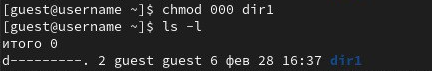 [guest@username ~]$ chmod 000 dir1
[guest@username ~]$ ls -l
итого 0
d---------. 2 guest guest 6 фев 28 16:37 dir1